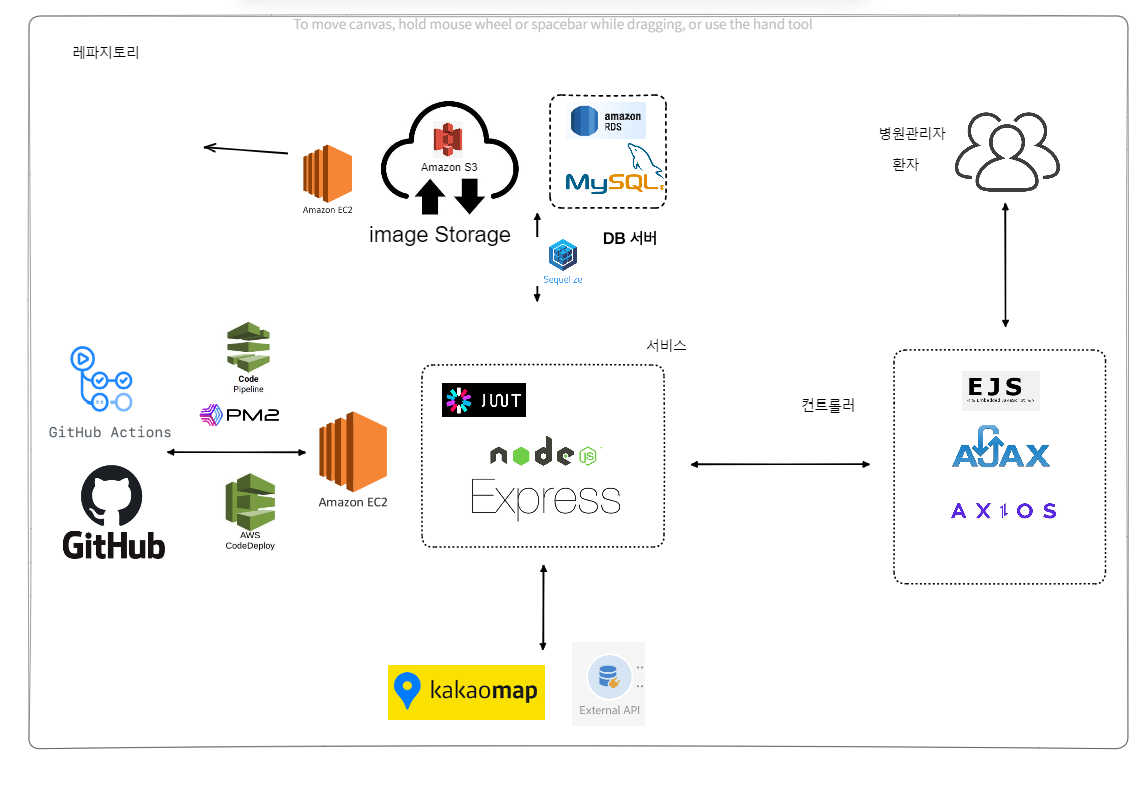 To move canvas, hold mouse wheel or spacebar while dragging, or use the hand tool
레파지토리
amazon
RDS
MySQL
Amazon S3
Amazon EC2
image Storage
DB 서버
Sequelize
병원관리자
환자
서비스
컨트롤러
Code
Pipeline
PM2
GitHub Actions
GitHub
AWS
CodeDeploy
Amazon EC2
JWT
node
JS
Express
EJS
AJAX
AXIOS
kakaomap
External API